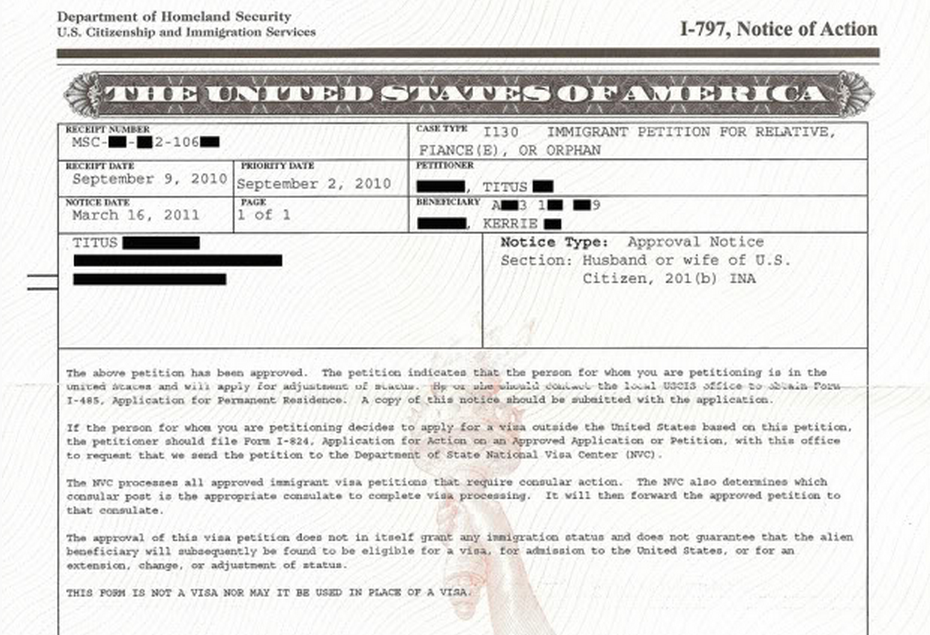 Department of Homeland Security
U.S. Citizenship and Immigration Services
I-797, Notice of Action
THE UNITED STATES OF AMERICA
RECEIPT NUMBER
MSC- - 2-106
CASE TYPE I130 IMMIGRANT PETITION FOR RELATIVE,
FIANCE(E), OR ORPHAN
RECEIPT DATE
September 9, 2010
PRIORITY DATE
September 2, 2010
PETITIONER
, TITUS
NOTICE DATE
March 16, 2011
PAGE
1 of 1
BENEFICIARY A 3 1 9
, KERRIE
TITUS
Notice Type: Approval Notice
Section: Husband or wife of U.S.
Citizen, 201(b) INA
The above petition has been approved. The petition indicates that the person for whom you are petitioning is in the
United States and will apply for adjustment of status. He or she should contact the local USCIS office to obtain Form
I-485, Application for Permanent Residence. A copy of this notice should be submitted with the application.
If the person for whom you are petitioning decides to apply for a visa outside the United States based on this petition,
the petitioner should file Form I-824, Application for Action on an Approved Application or Petition, with this office
to request that we send the petition to the Department of State National Visa Center (NVC).
The NVC processes all approved immigrant visa petitions that require consular action. The NVC also determines which
consular post is the appropriate consulate to complete visa processing. It will then forward the approved petition to
that consulate.
The approval of this visa petition does not in itself grant any immigration status and does not guarantee that the alien
beneficiary will subsequently be found to be eligible for a visa, for admission to the United States, or for an
extension, change, or adjustment of status.
THIS FORM IS NOT A VISA NOR MAY IT BE USED IN PLACE OF A VISA.